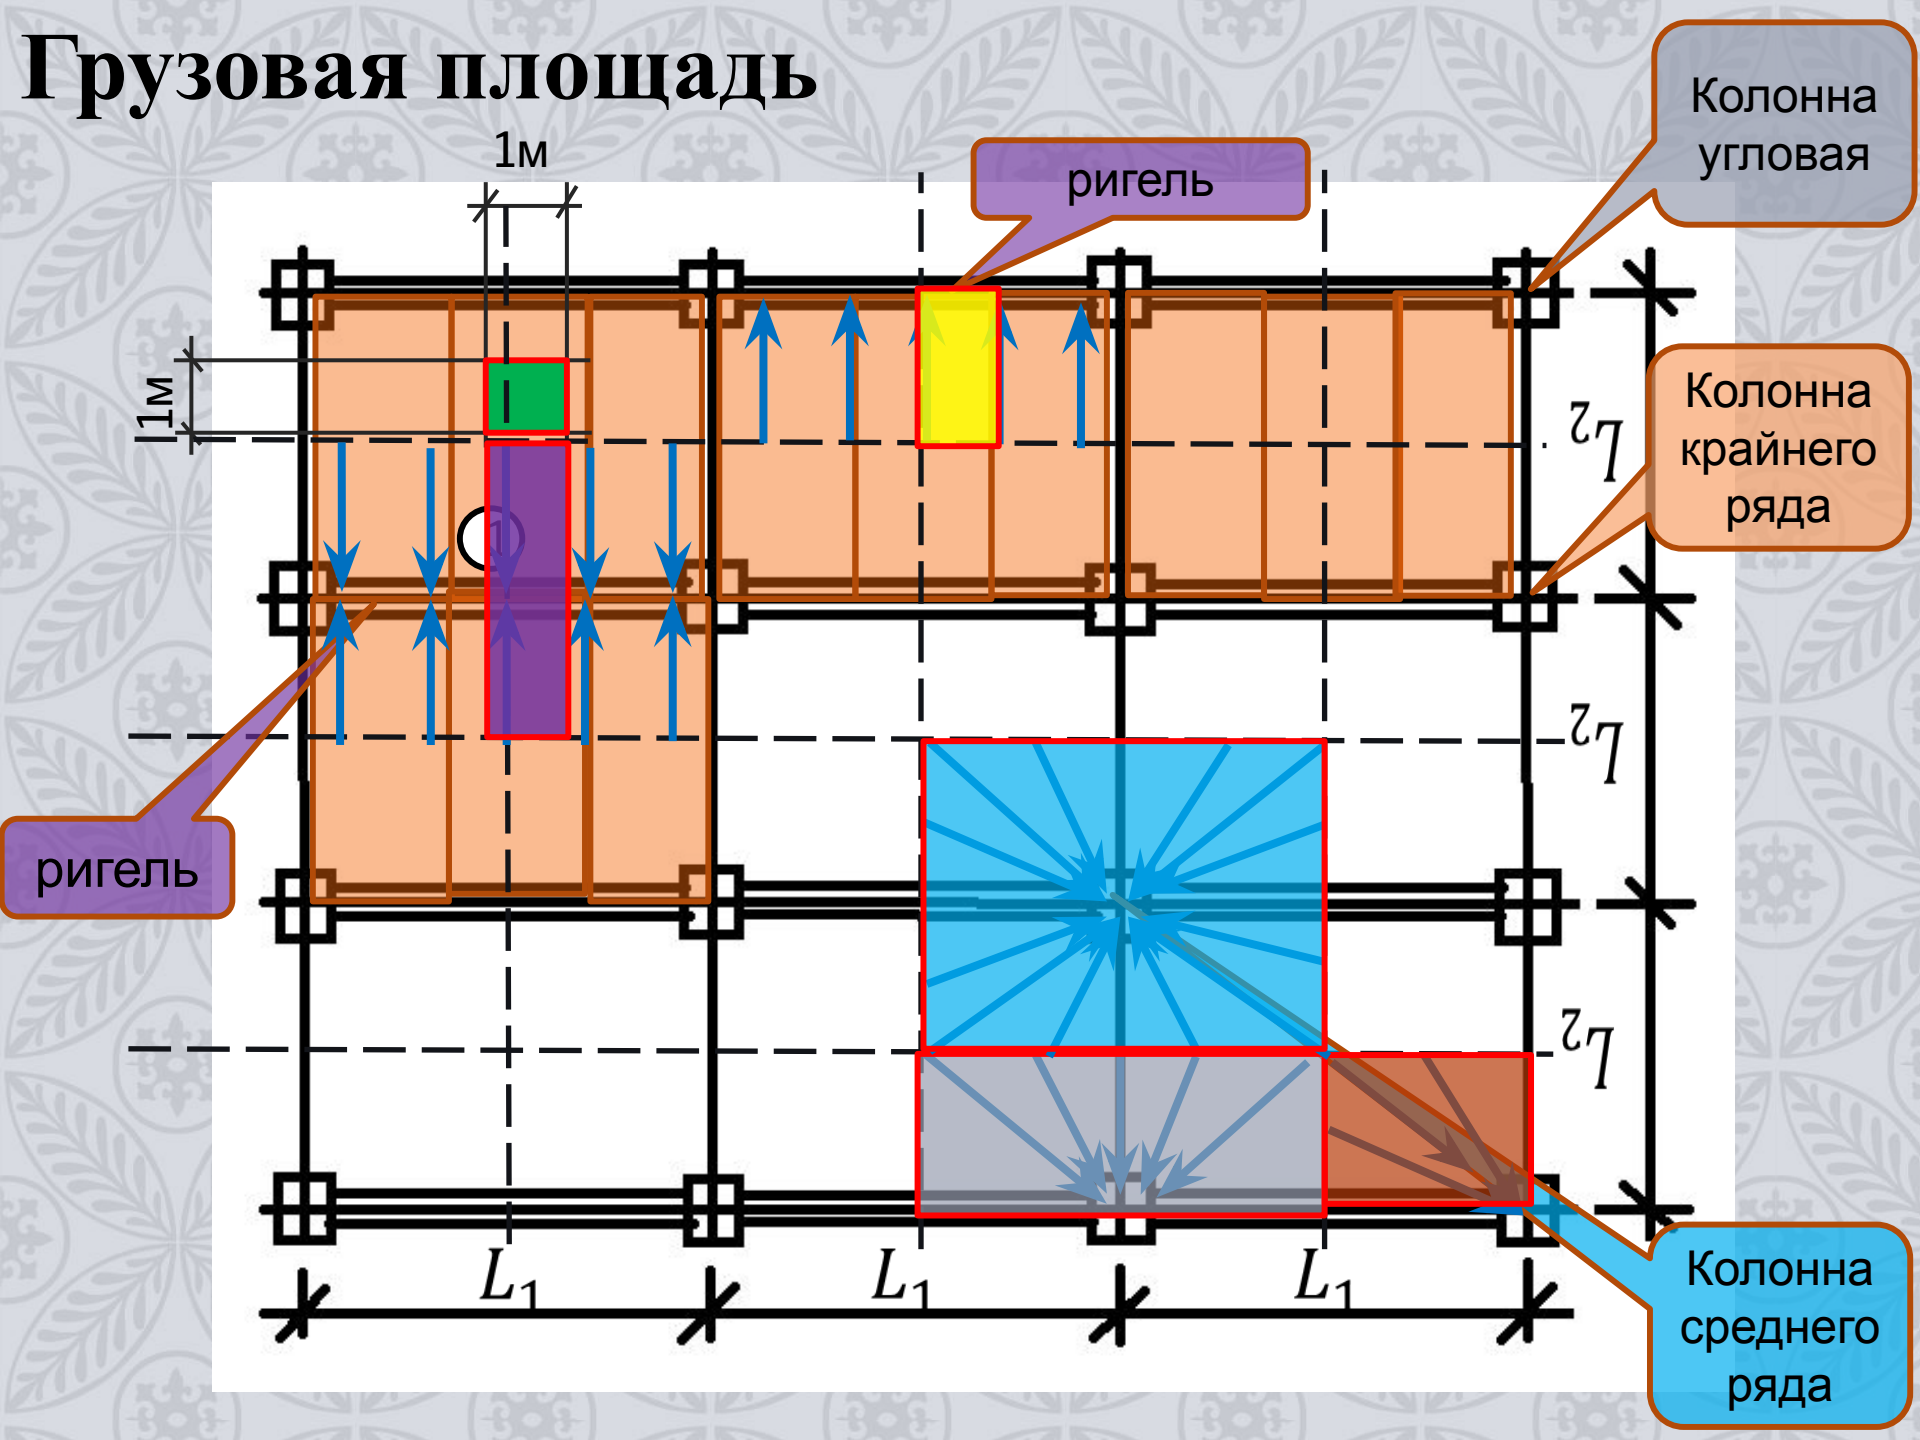 Грузовая площадь
1м
ригель
Колонна
угловая
1м
Колонна
крайнего
ряда
L₂
1
L₂
ригель
L₂
L₁
L₁
L₁
Колонна
среднего
ряда